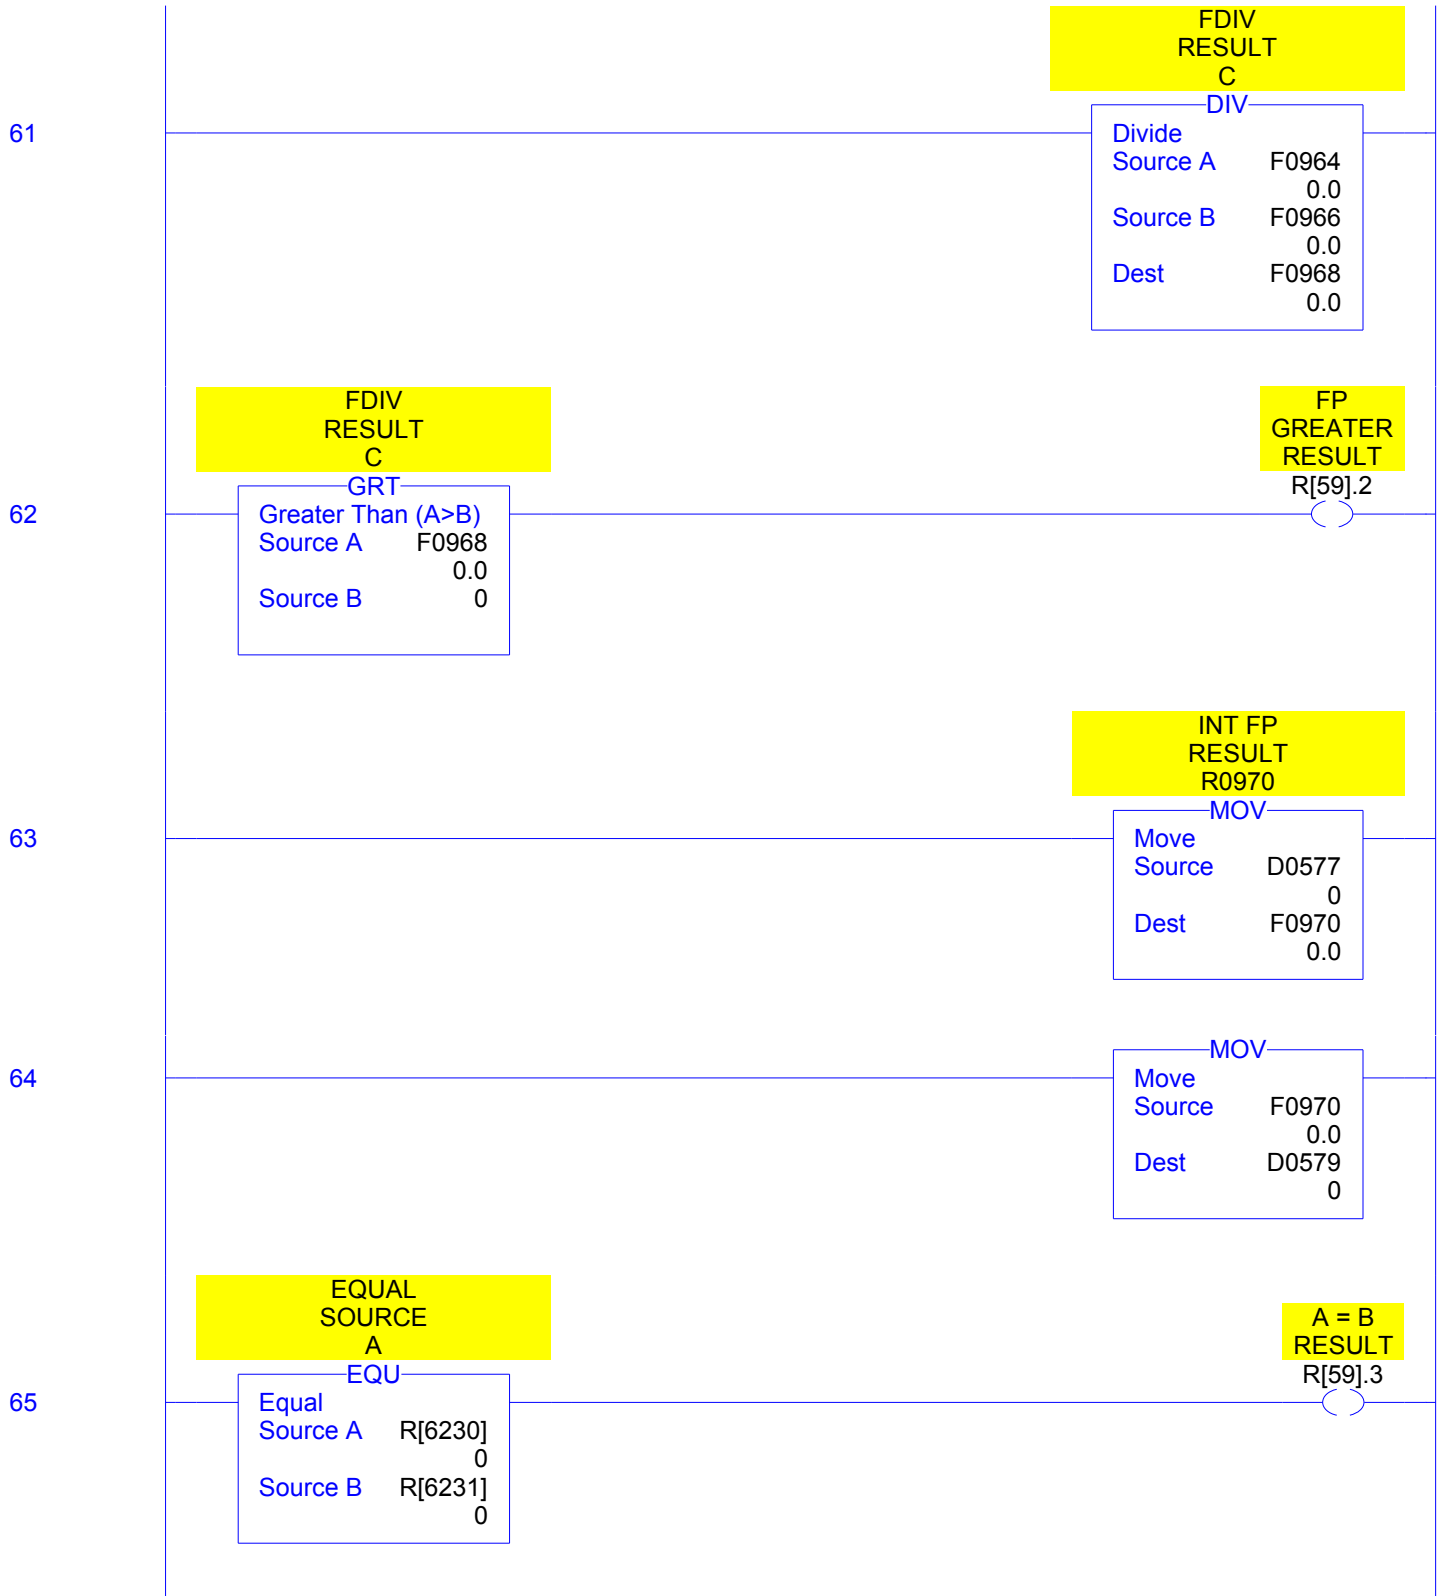 FDIV
RESULT
C
DIV
61
Divide
Source A F0964
0.0
Source B F0966
0.0
Dest F0968
0.0
FDIV
RESULT
C
FP
GREATER
RESULT
GRT
R[59].2
62
Greater Than (A>B)
Source A F0968
0.0
Source B 0
INT FP
RESULT
R0970
MOV
63
Move
Source D0577
0
Dest F0970
0.0
MOV
64
Move
Source F0970
0.0
Dest D0579
0
EQUAL
SOURCE
A
A = B
RESULT
EQU
R[59].3
65
Equal
Source A R[6230]
0
Source B R[6231]
0